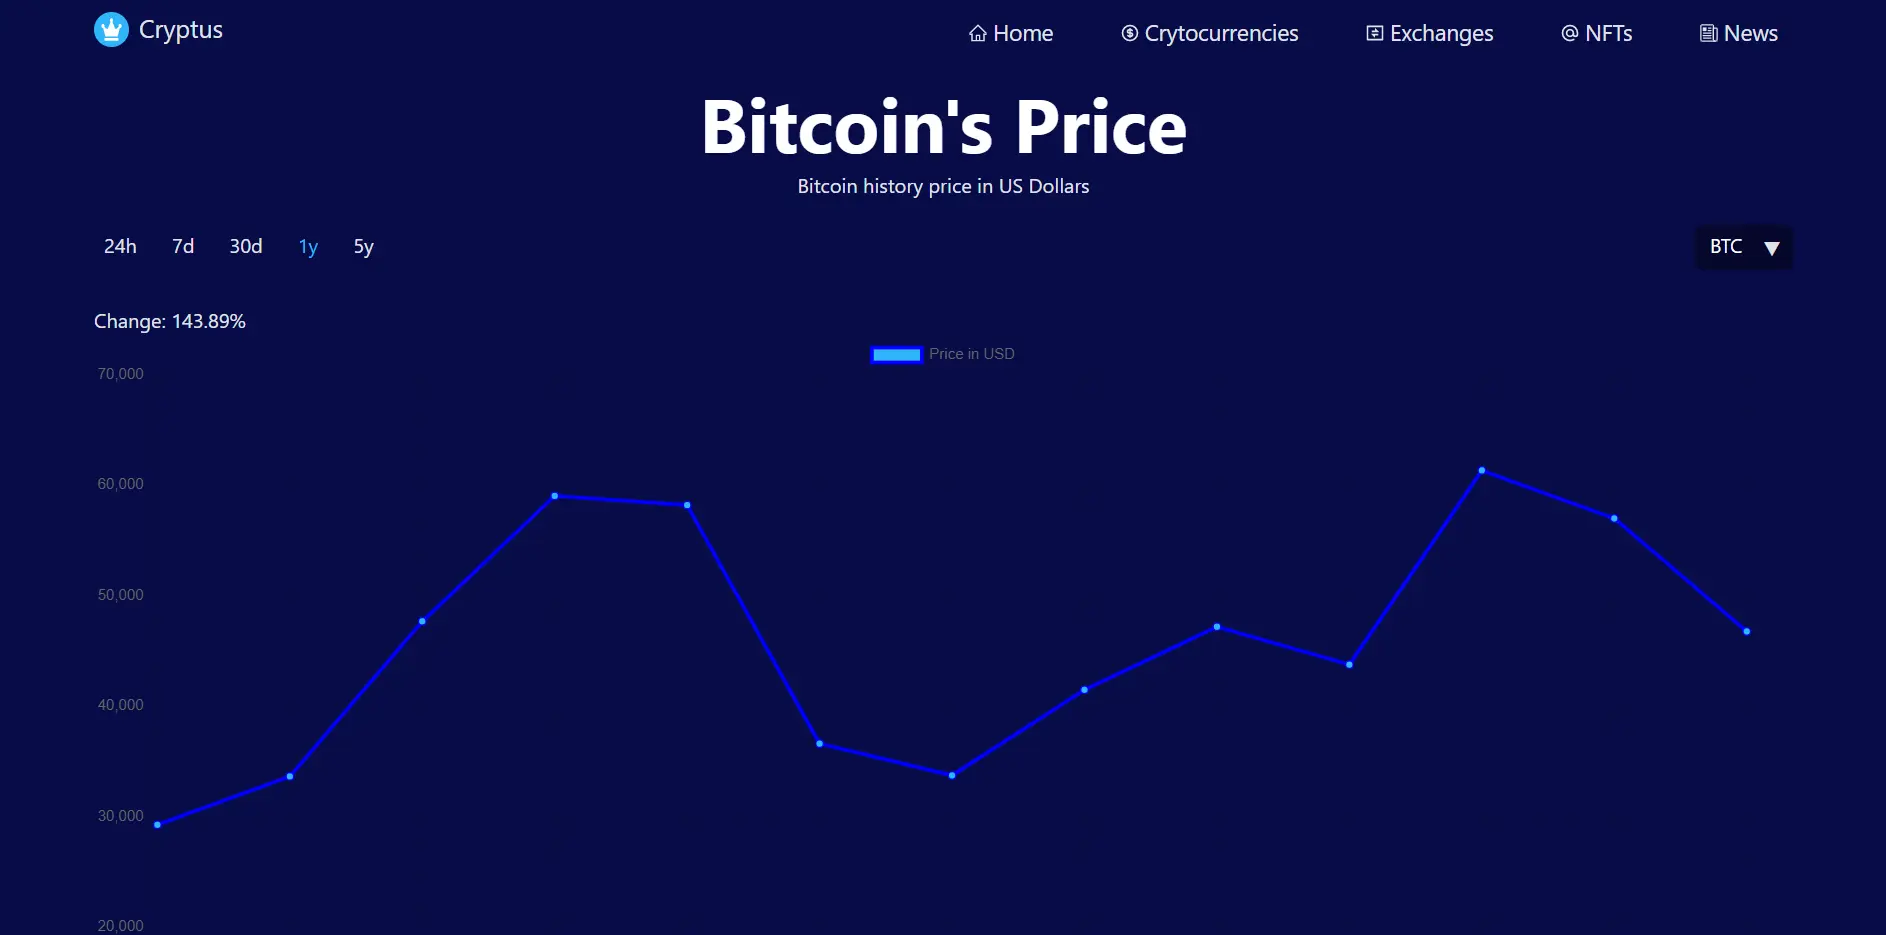 Cryptus
Home Crytocurrencies Exchanges NFTs News
Bitcoin's Price
Bitcoin history price in US Dollars
24h 7d 30d 1y 5y
BTC
Change: 143.89%
Price in USD
70,000
60,000
50,000
40,000
30,000
20,000